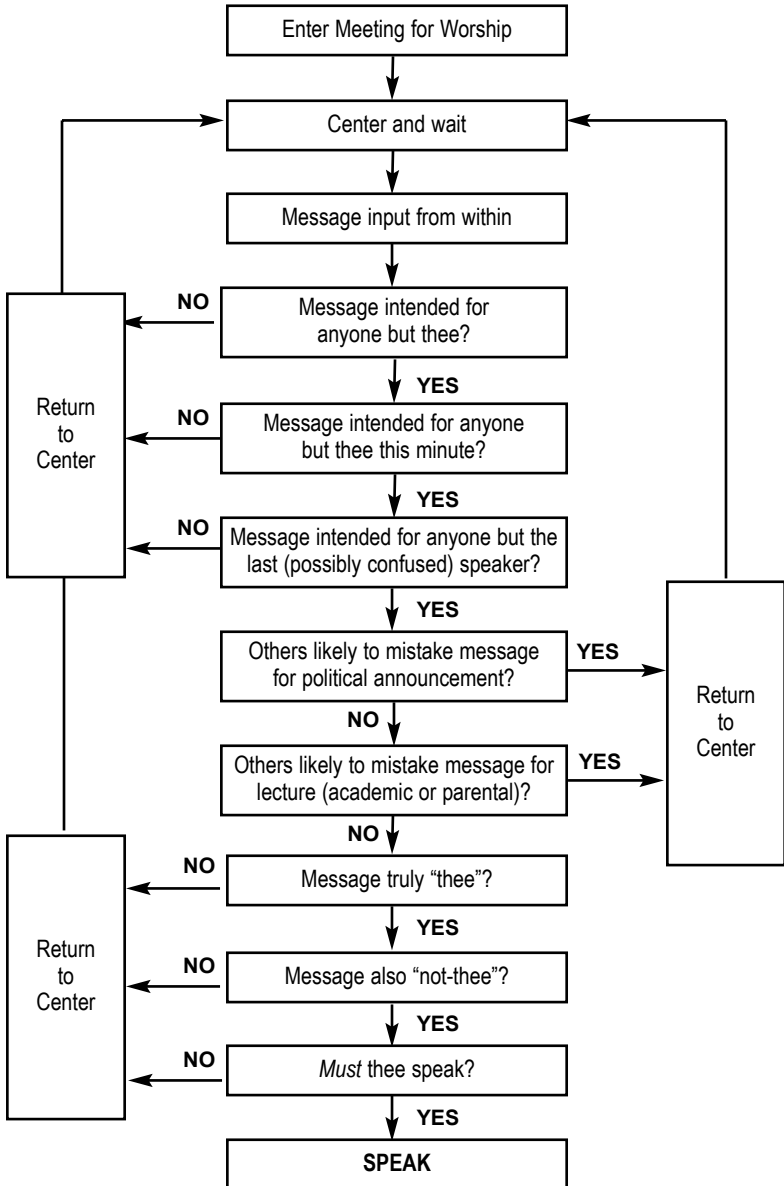 Enter Meeting for Worship
Center and wait
Message input from within
NO
Message intended for
anyone but thee?
YES
Return
to
Center
NO
Message intended for anyone
but thee this minute?
YES
NO
Message intended for anyone but the
last (possibly confused) speaker?
YES
Others likely to mistake message
for political announcement?
YES
NO
Return
to
Center
Others likely to mistake message for
lecture (academic or parental)?
YES
NO
NO
Message truly “thee”?
YES
Return
to
Center
NO
Message also “not-thee”?
YES
NO
Must thee speak?
YES
SPEAK